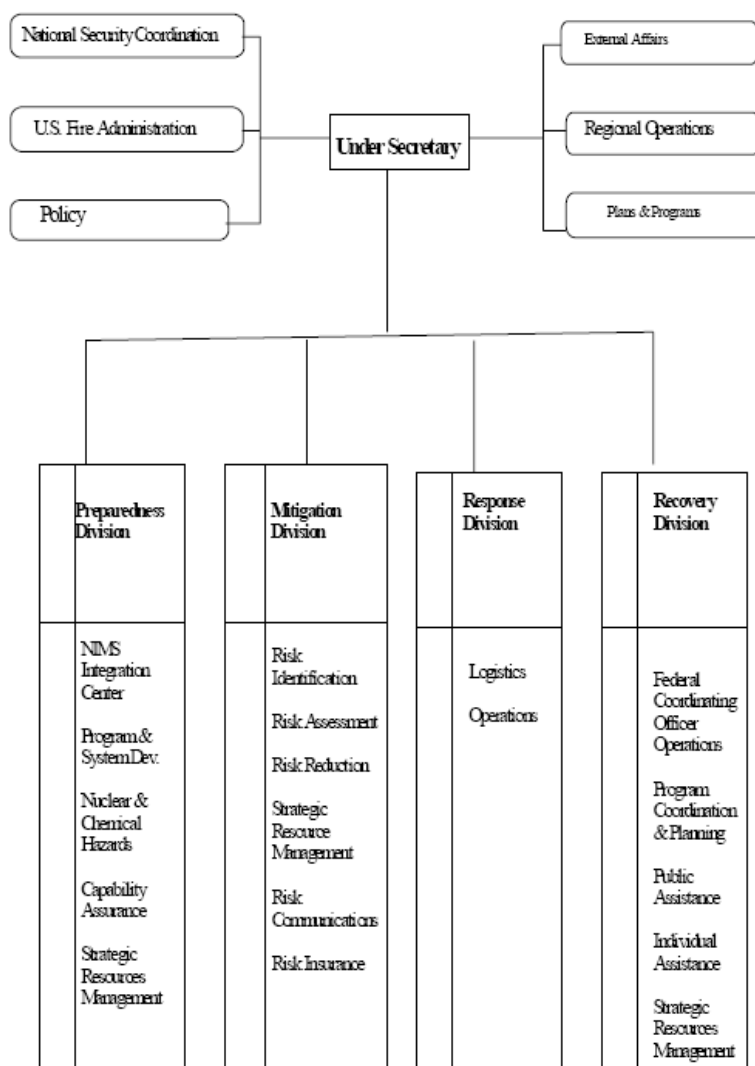 National Security Coordination
U.S. Fire Administration
Policy
Under Secretary
External Affairs
Regional Operations
Plans & Programs
Preparedness
Division
NIMS
Integration
Center
Program &
System Dev.
Nuclear &
Chemical
Hazards
Capability
Assurance
Strategic
Resources
Management
Mitigation
Division
Risk
Identification
Risk Assessment
Risk Reduction
Strategic
Resource
Management
Risk
Communications
Risk Insurance
Response
Division
Logistics
Operations
Recovery
Division
Federal
Coordinating
Officer
Operations
Program
Coordination
& Planning
Public
Assistance
Individual
Assistance
Strategic
Resources
Management